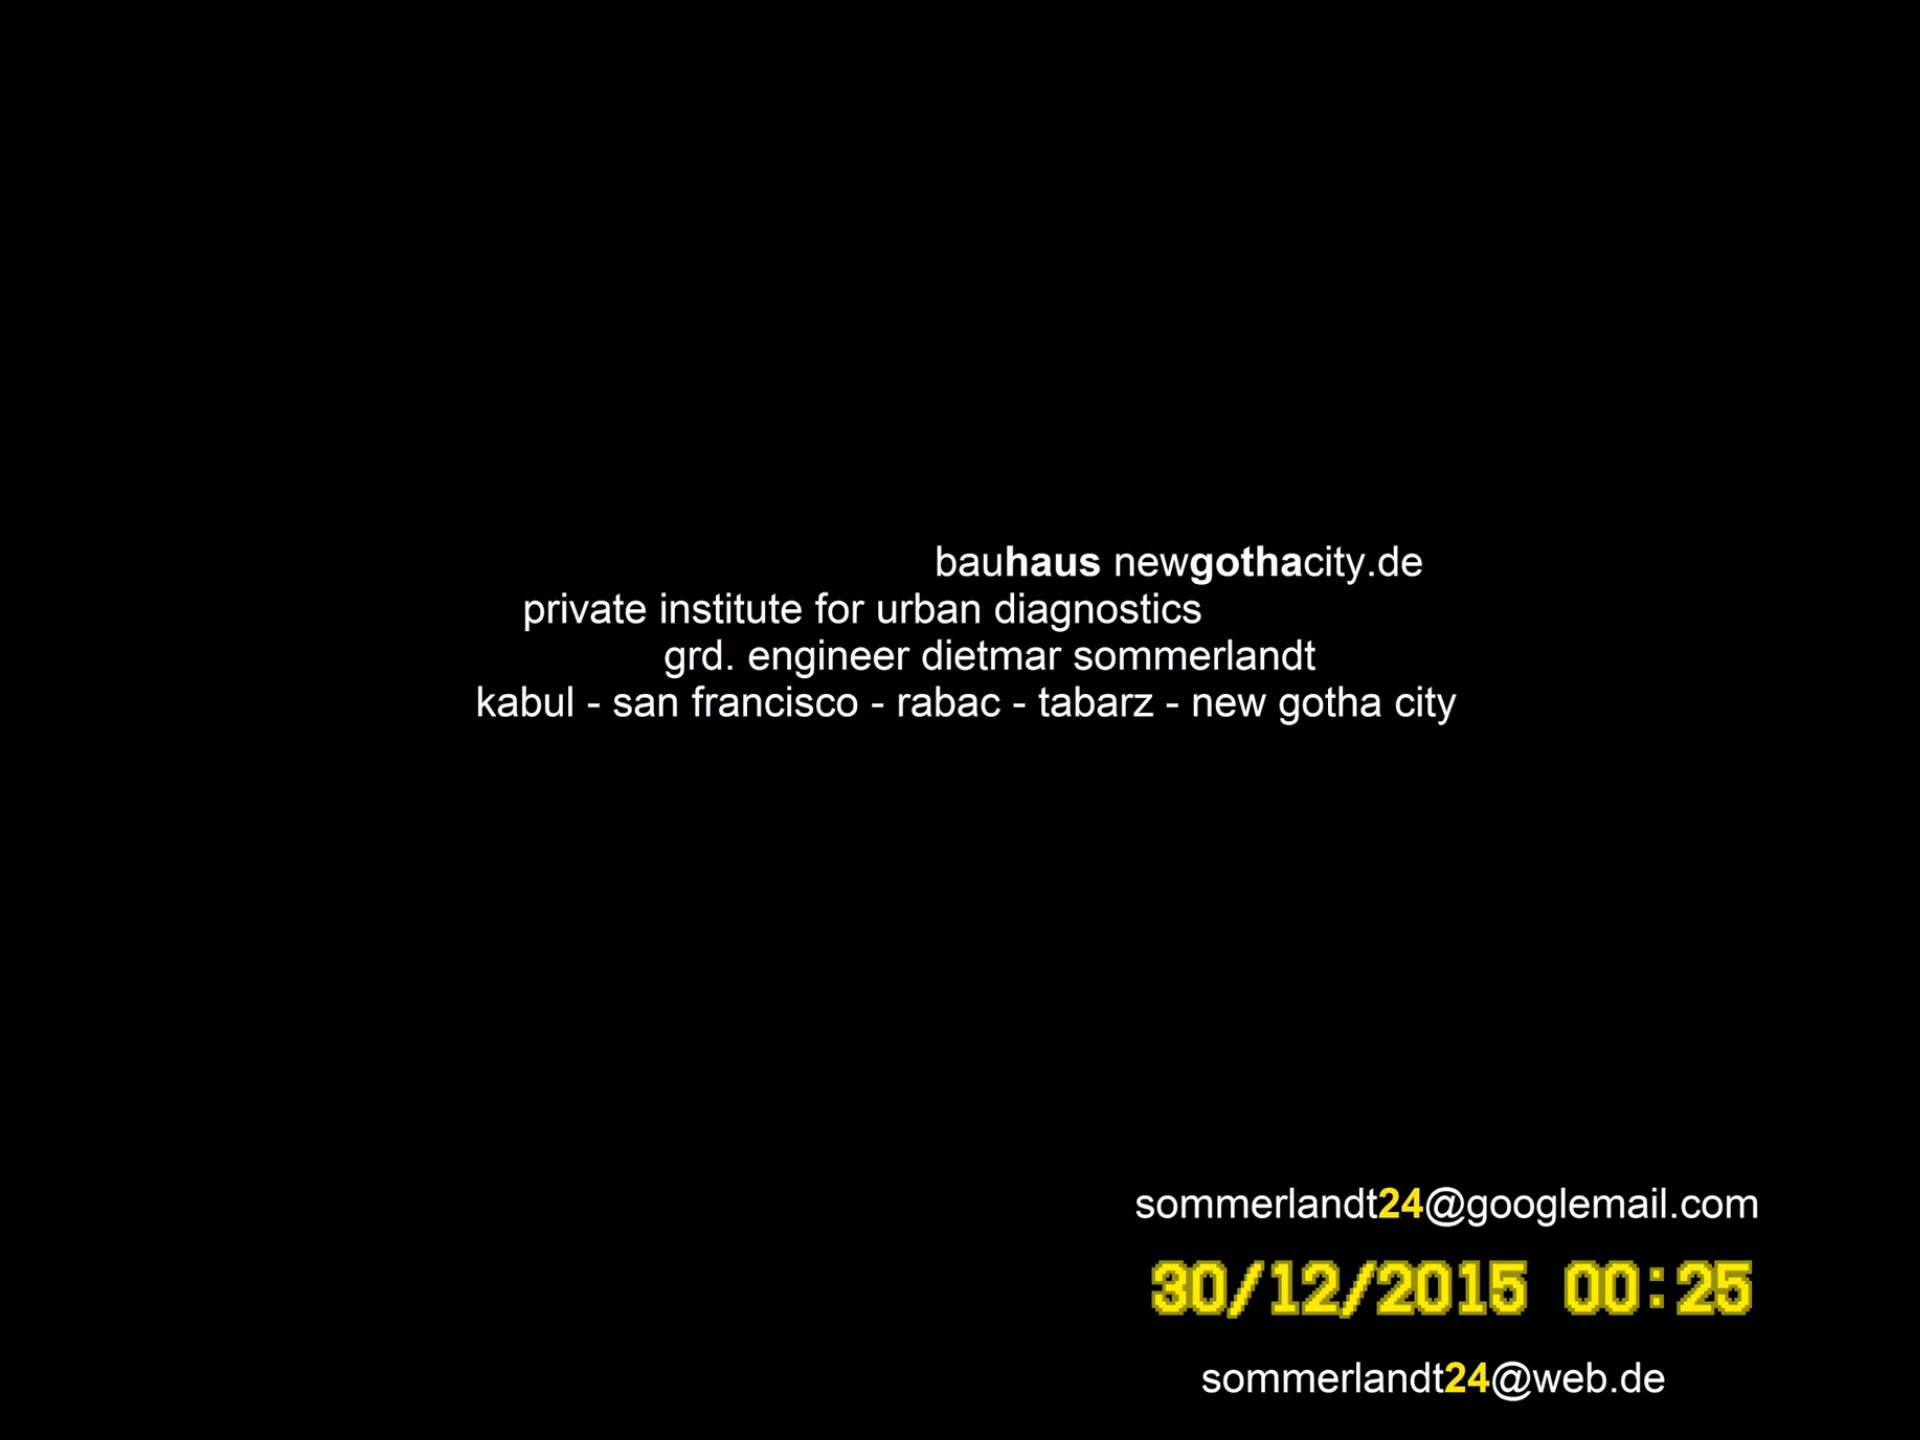 bauhaus newgothacity.de
private institute for urban diagnostics
grd. engineer dietmar sommerlandt
kabul - san francisco - rabac - tabarz - new gotha city
sommerlandt24@googlemail.com
30/12/2015 00:25
sommerlandt24@web.de